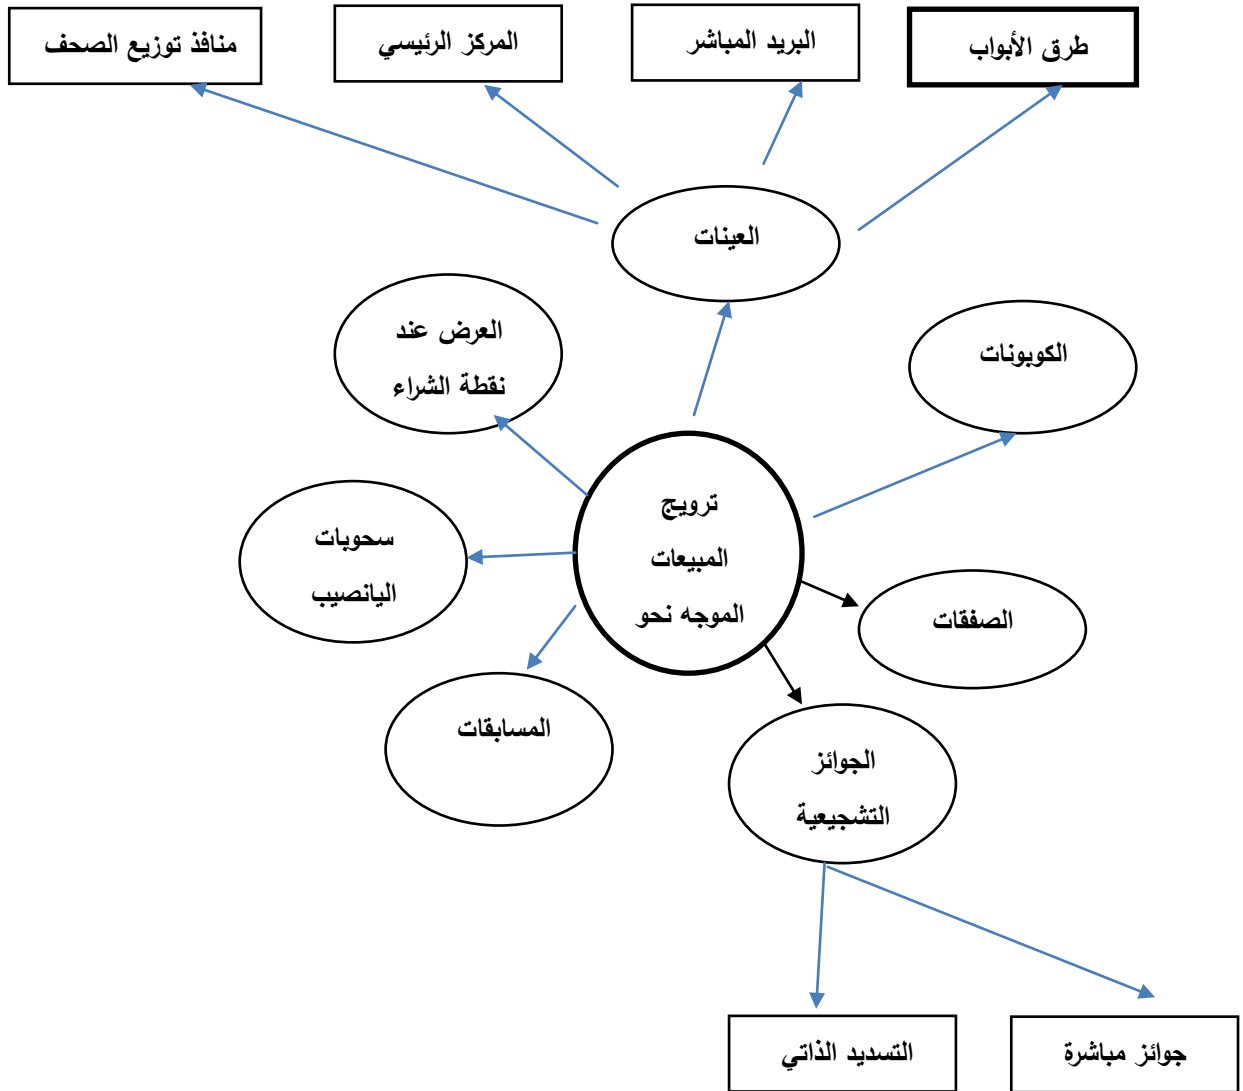 طرق الأبواب
البريد المباشر
المركز الرئيسي
منافذ توزيع الصحف
العينات
العرض عند
نقطة الشراء
الكوبونات
ترويج
المبيعات
الموجه نحو
سحوبات
اليانصيب
الصفقات
المسابقات
الجوائز
التشجيعية
جوائز مباشرة
التسديد الذاتي